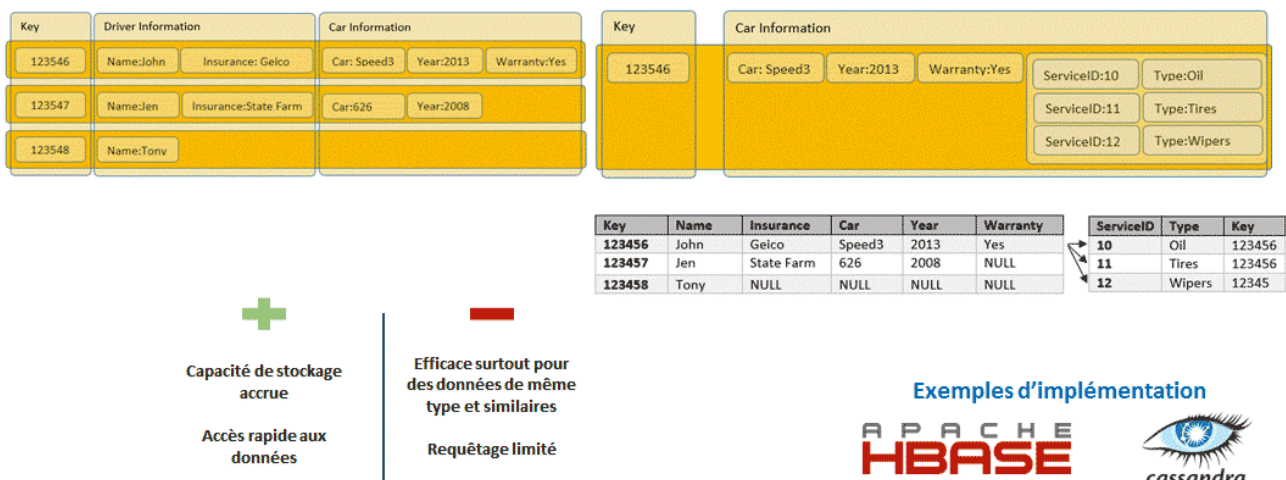 Key Driver Information Car Information
123546 Name:John Insurance: Geico Car: Speed3 Year:2013 Warranty:Yes
123547 Name:Jen Insurance:State Farm Car:626 Year:2008
123548 Name:Tony
Key Car Information
123546 Car: Speed3 Year:2013 Warranty:Yes
ServiceID:10 Type:Oil
ServiceID:11 Type:Tires
ServiceID:12 Type:Wipers
Key Name Insurance Car Year Warranty
123456 John Geico Speed3 2013 Yes
123457 Jen State Farm 626 2008 NULL
123458 Tony NULL NULL NULL NULL
ServiceID Type Key
10 Oil 123456
11 Tires 123456
12 Wipers 12345
Capacité de stockage
accrue
Accès rapide aux
données
Efficace surtout pour
des données de même
type et similaires
Requêtage limité
Exemples d'implémentation
APACHE
HBASE
cassandra